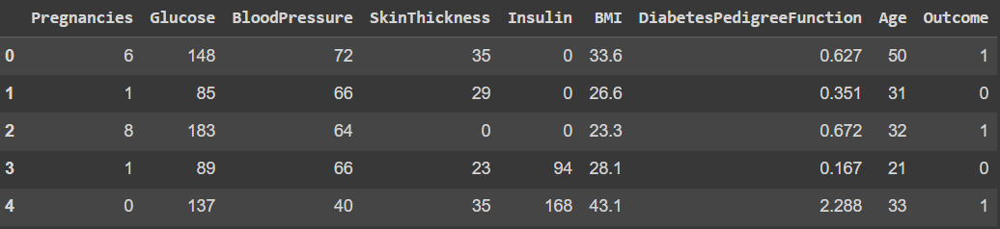 Pregnancies Glucose BloodPressure SkinThickness Insulin BMI DiabetesPedigreeFunction Age Outcome
0 6 148 72 35 0 33.6 0.627 50 1
1 1 85 66 29 0 26.6 0.351 31 0
2 8 183 64 0 0 23.3 0.672 32 1
3 1 89 66 23 94 28.1 0.167 21 0
4 0 137 40 35 168 43.1 2.288 33 1